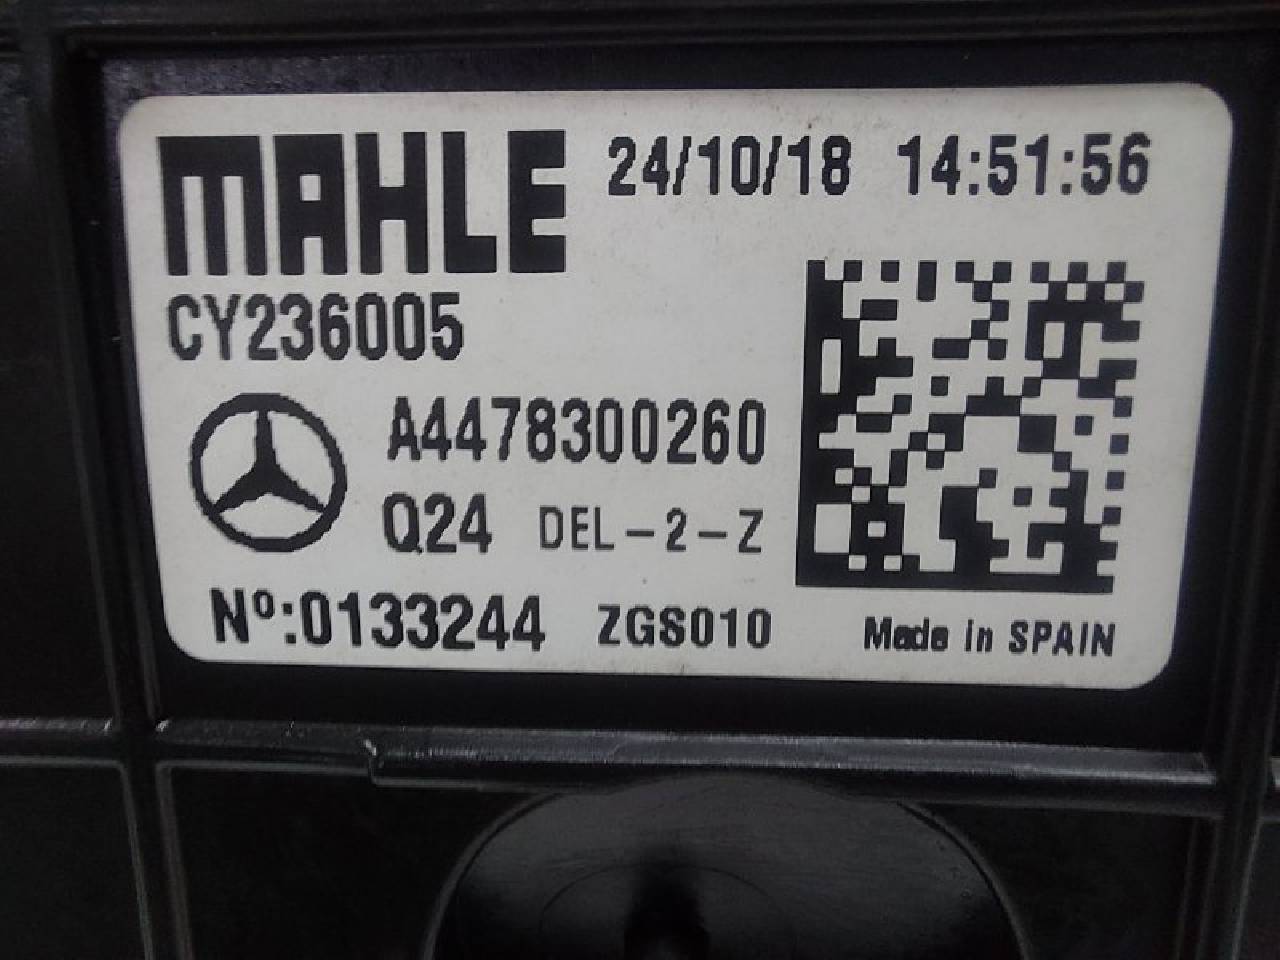 MAHLE 24/10/18 14:51:56
CY236005
A4478300260
Q24 DEL-2-Z
Nº:0133244 ZGS010 Made in SPAIN